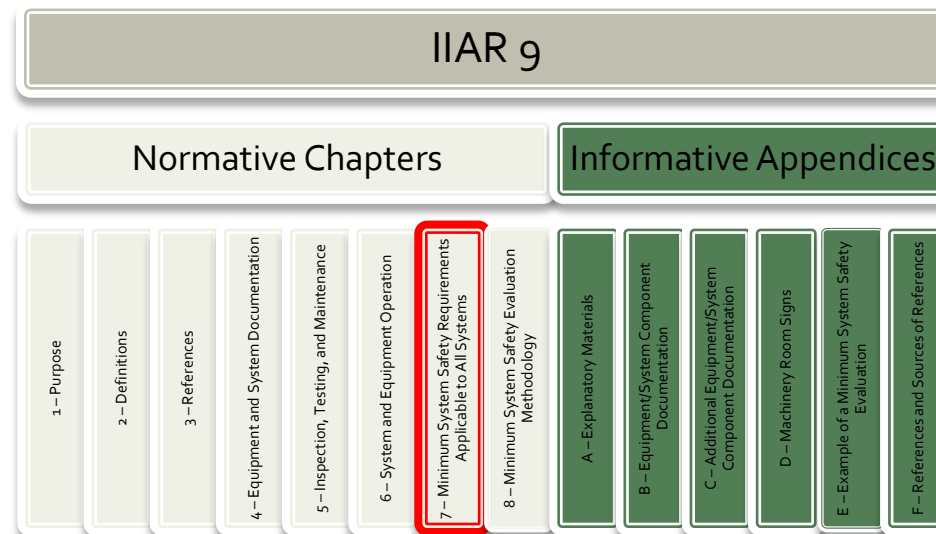 IIAR 9
Normative Chapters
Informative Appendices
1 – Purpose
2 – Definitions
3 – References
4 – Equipment and System Documentation
5 – Inspection, Testing, and Maintenance
6 – System and Equipment Operation
7 – Minimum System Safety Requirements
Applicable to All Systems
8 – Minimum System Safety Evaluation
Methodology
A – Explanatory Materials
B – Equipment/System Component
Documentation
C – Additional Equipment/System
Component Documentation
D – Machinery Room Signs
E – Example of a Minimum System Safety
Evaluation
F – References and Sources of References